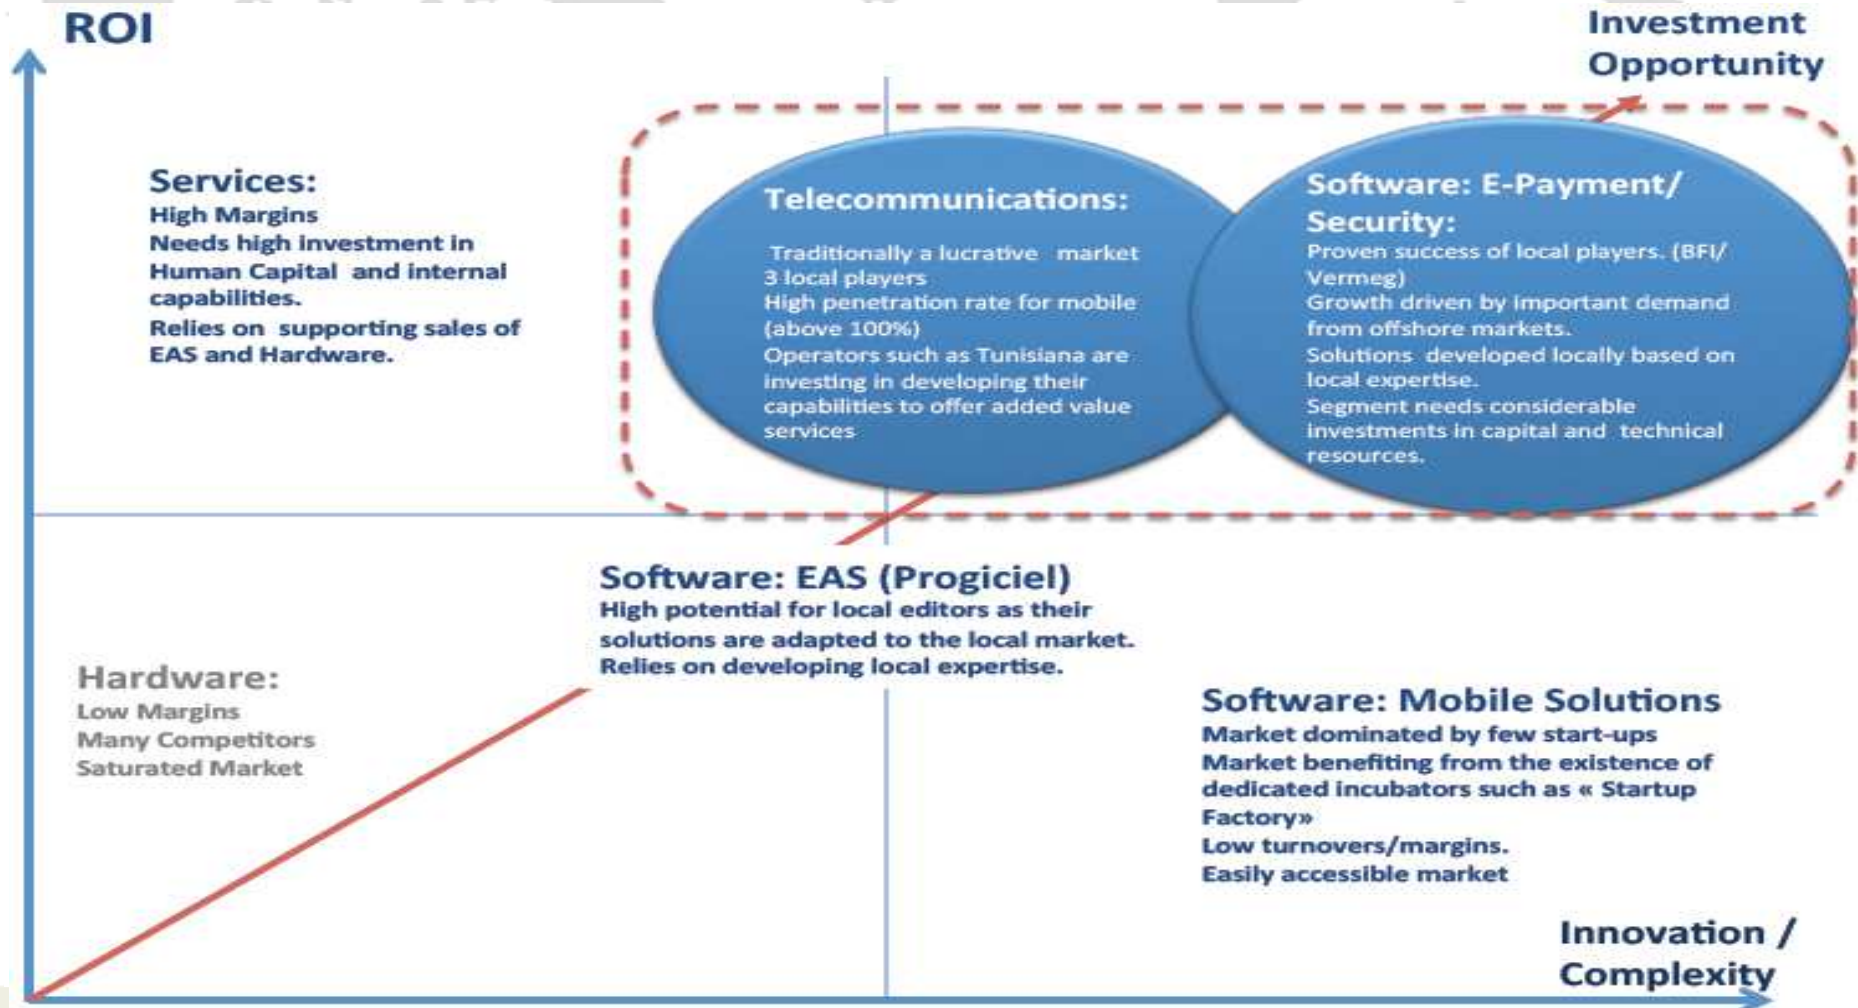 ROI
Investment
Opportunity
Services:
High Margins
Needs high investment in
Human Capital and internal
capabilities.
Relies on supporting sales of
EAS and Hardware.
Telecommunications:
Traditionally a lucrative market
3 local players
High penetration rate for mobile
(above 100%)
Operators such as Tunisiana are
investing in developing their
capabilities to offer added value
services
Software: E-Payment/
Security:
Proven success of local players. (BFI/
Vermeg)
Growth driven by important demand
from offshore markets.
Solutions developed locally based on
local expertise.
Segment needs considerable
investments in capital and technical
resources.
Software: EAS (Progiciel)
High potential for local editors as their
solutions are adapted to the local market.
Relies on developing local expertise.
Hardware:
Low Margins
Many Competitors
Saturated Market
Software: Mobile Solutions
Market dominated by few start-ups
Market benefiting from the existence of
dedicated incubators such as « Startup
Factory»
Low turnovers/margins.
Easily accessible market
Innovation /
Complexity